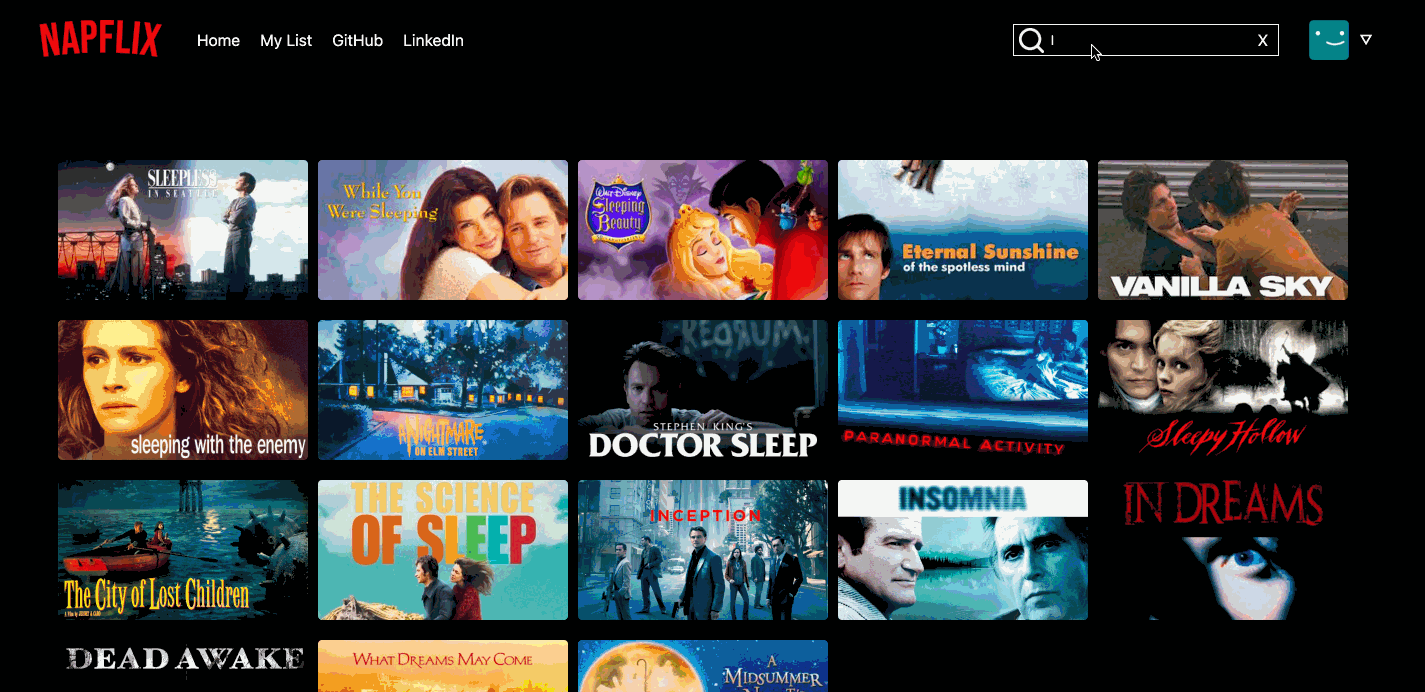 NAPFLIX
Home
My List
GitHub
LinkedIn
X
SLEEPLESS
IN SEATTLE
While You
Were Sleeping
WALT DISNEY
Sleeping
Beauty
Eternal Sunshine
of the spotless mind
VANILLA SKY
sleeping with the enemy
A NIGHTMARE
ON ELM STREET
REDRUM
STEPHEN KING'S
DOCTOR SLEEP
PARANORMAL ACTIVITY
Sleepy Hollow
The City of Lost Children
THE SCIENCE
OF SLEEP
INCEPTION
INSOMNIA
IN DREAMS
DEAD AWAKE
WHAT DREAMS MAY COME
A
MIDSUMMER